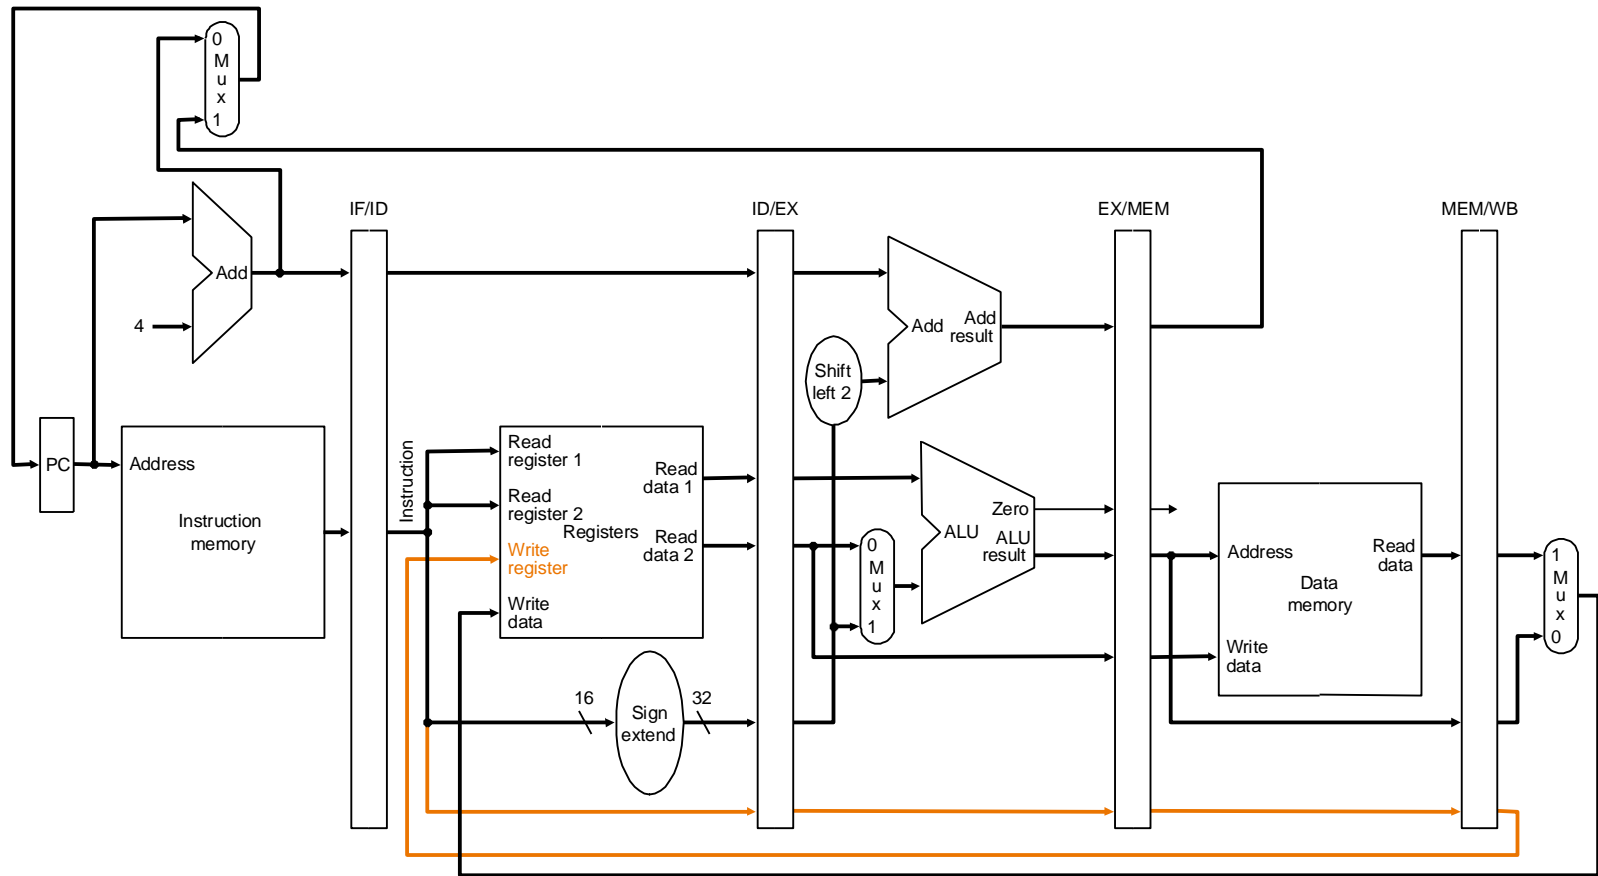 0
M
u
x
1
IF/ID
ID/EX
EX/MEM
MEM/WB
Add
4
Add
Add
result
Shift
left 2
PC
Address
Instruction
memory
Instruction
Read
register 1
Read
register 2
Write
register
Write
data
Registers
Read
data 1
Read
data 2
0
M
u
x
1
Zero
ALU
ALU
result
Address
Read
data
Data
memory
Write
data
1
M
u
x
0
16
Sign
extend
32